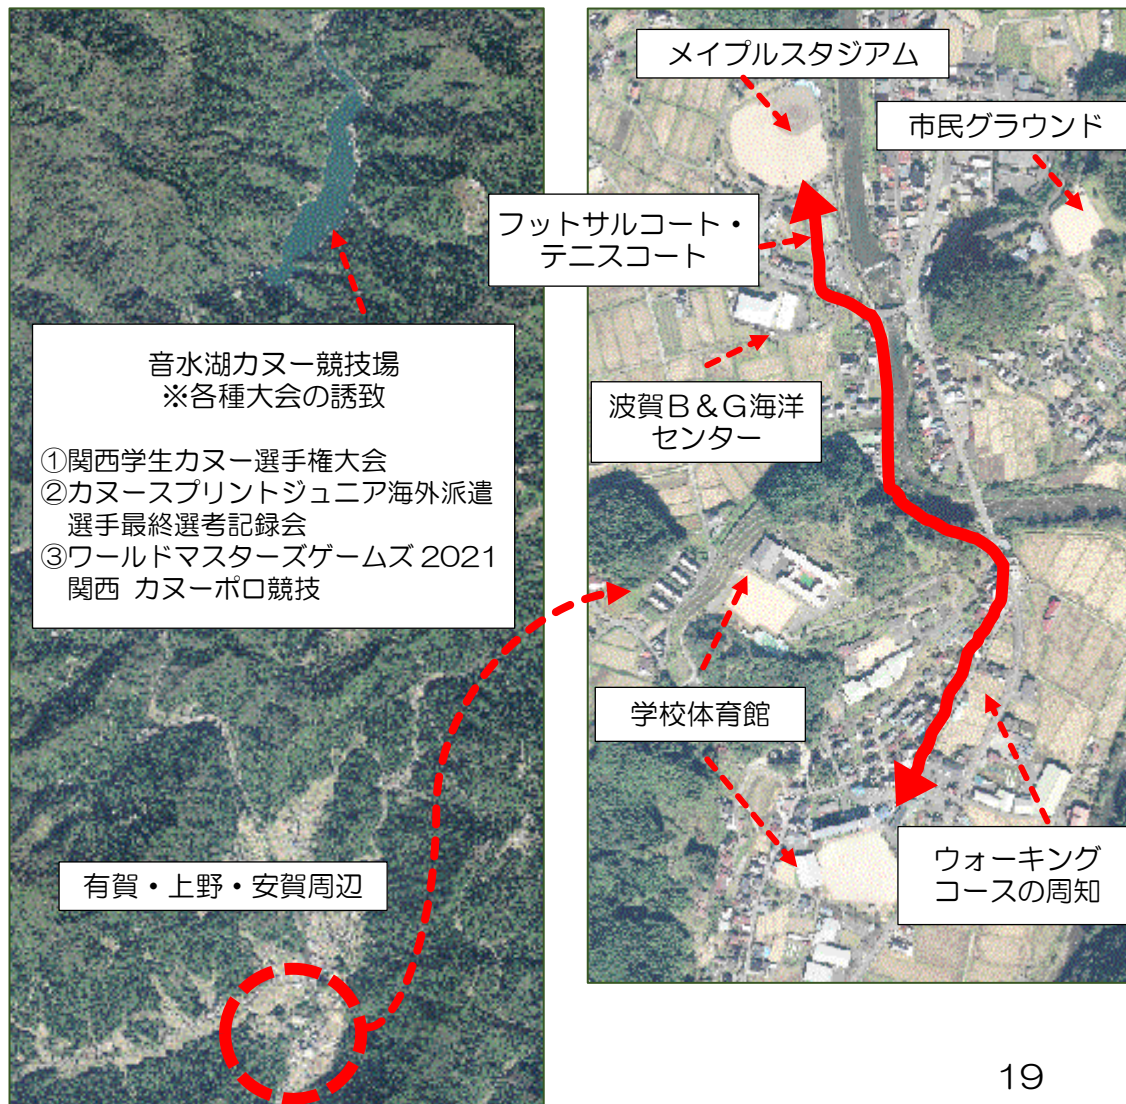 メイプルスタジアム
市民グラウンド
フットサルコート・
テニスコート
音水湖カヌー競技場
※各種大会の誘致
①関西学生カヌー選手権大会
②カヌースプリントジュニア海外派遣
選手最終選考記録会
③ワールドマスターズゲームズ 2021
関西 カヌーポロ競技
波賀B&G海洋
センター
学校体育館
有賀・上野・安賀周辺
ウォーキング
コースの周知
19